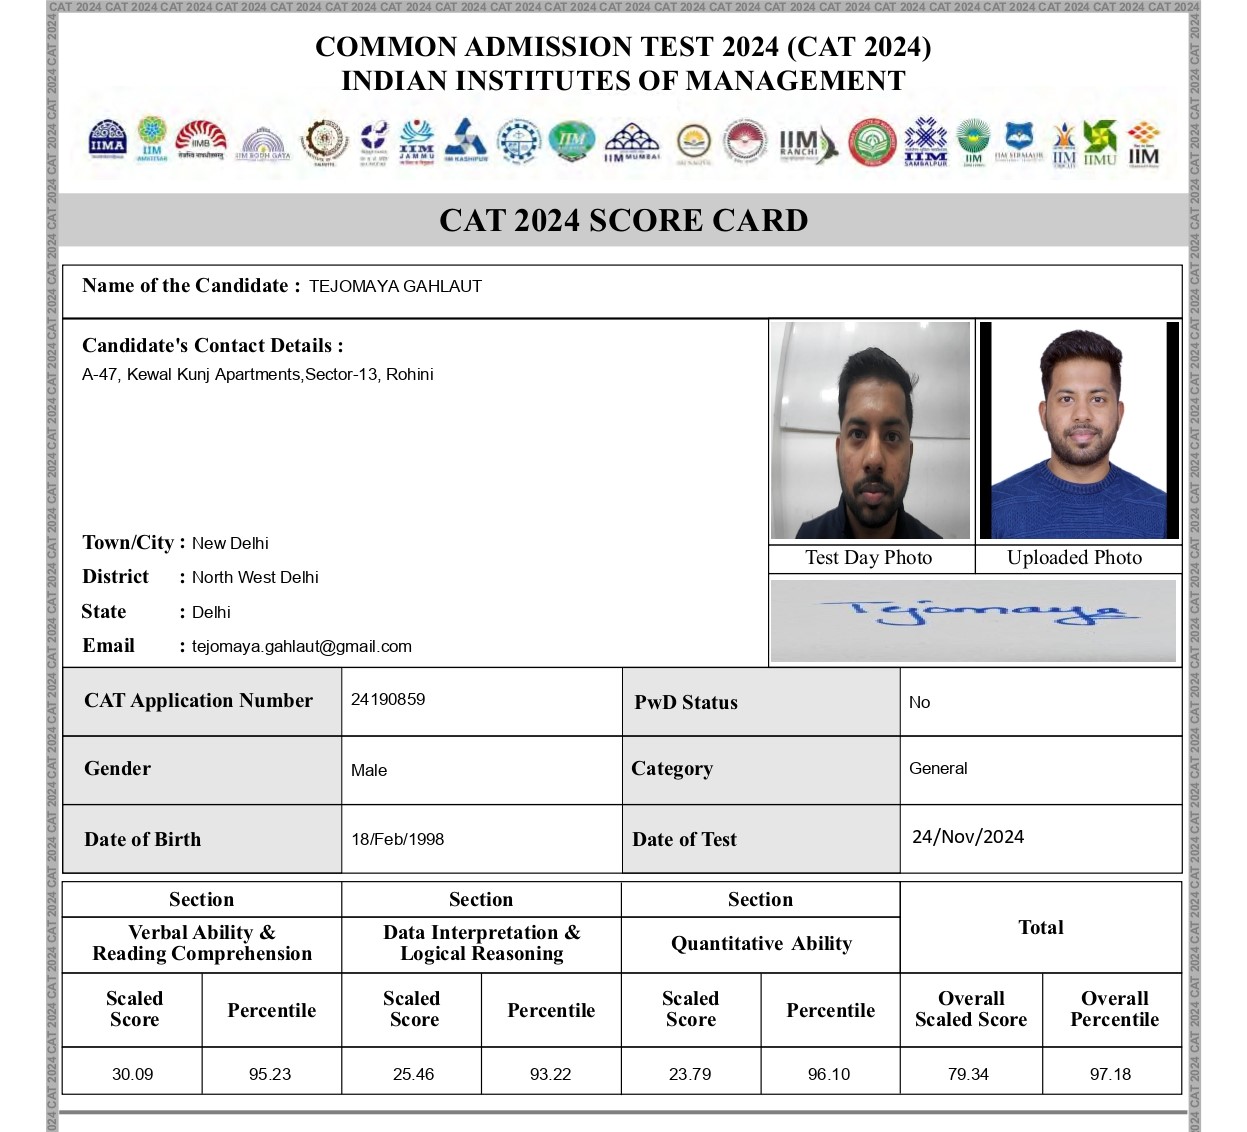 CAT 2024 CAT 2024 CAT 2024 CAT 2024 CAT 2024 CAT 2024 CAT 2024 CAT 2024 CAT 2024 CAT 2024 CAT 2024 CAT 2024 CAT 2024 CAT 2024 CAT 2024 CAT 2024 CAT 2024 CAT 2024 CAT 2024 CAT 2024 CAT 2024 CAT 2024
COMMON ADMISSION TEST 2024 (CAT 2024)
INDIAN INSTITUTES OF MANAGEMENT
IIMA IIM AMRITSAR IIMB IIM BODH GAYA IIM JAMMU IIM KASHIPUR IIM IIM MUMBAI IIM RANCHI IIM SAMBALPUR IIM IIM SIRMAUR IIM IIMU IIM
CAT 2024 SCORE CARD
Name of the Candidate : TEJOMAYA GAHLAUT
Candidate's Contact Details :
A-47, Kewal Kunj Apartments,Sector-13, Rohini
Town/City : New Delhi
District : North West Delhi
State : Delhi
Email : tejomaya.gahlaut@gmail.com
Test Day Photo Uploaded Photo
Tejomaya
CAT Application Number 24190859 PwD Status No
Gender Male Category General
Date of Birth 18/Feb/1998 Date of Test 24/Nov/2024
Section Section Section Total
Verbal Ability &
Reading Comprehension
Data Interpretation &
Logical Reasoning
Quantitative Ability
Scaled
Score
Percentile
Scaled
Score
Percentile
Scaled
Score
Percentile
Overall
Scaled Score
Overall
Percentile
30.09 95.23 25.46 93.22 23.79 96.10 79.34 97.18